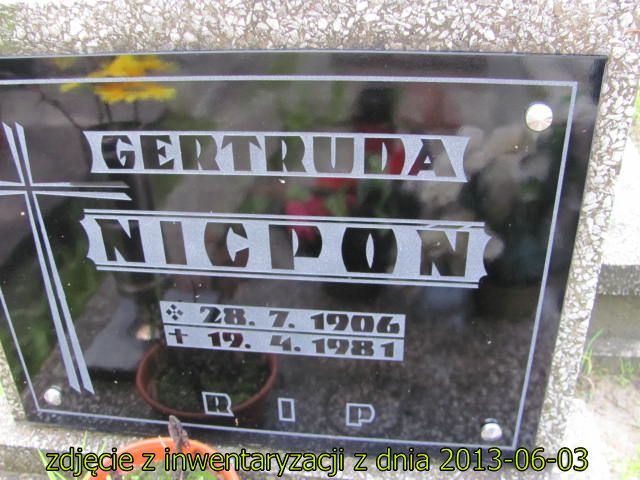 GERTRUDA
NICPOŃ
28. 7. 1906
19. 4. 1981
R I P
zdjęcie z inwentaryzacji z dnia 2013-06-03